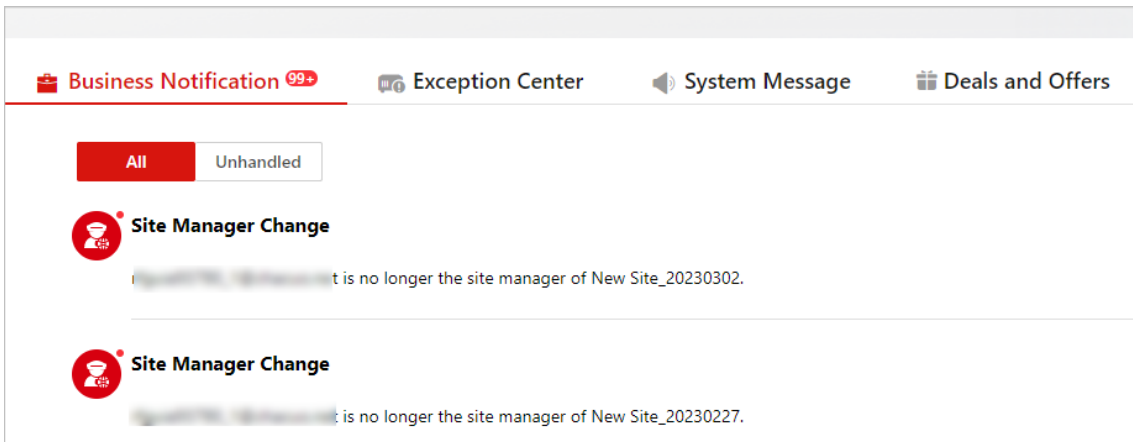 Business Notification 99+
Exception Center
System Message
Deals and Offers
All
Unhandled
Site Manager Change
is no longer the site manager of New Site_20230302.
Site Manager Change
is no longer the site manager of New Site_20230227.